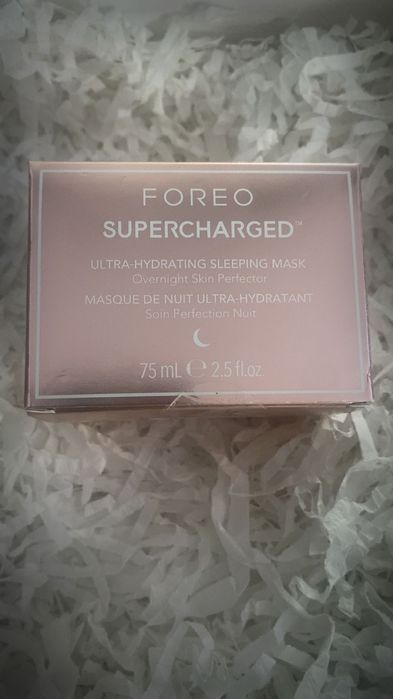 FOREO
SUPERCHARGED™
ULTRA-HYDRATING SLEEPING MASK
Overnight Skin Perfector
MASQUE DE NUIT ULTRA-HYDRATANT
Soin Perfection Nuit
75 mL ℮ 2.5 fl.oz.